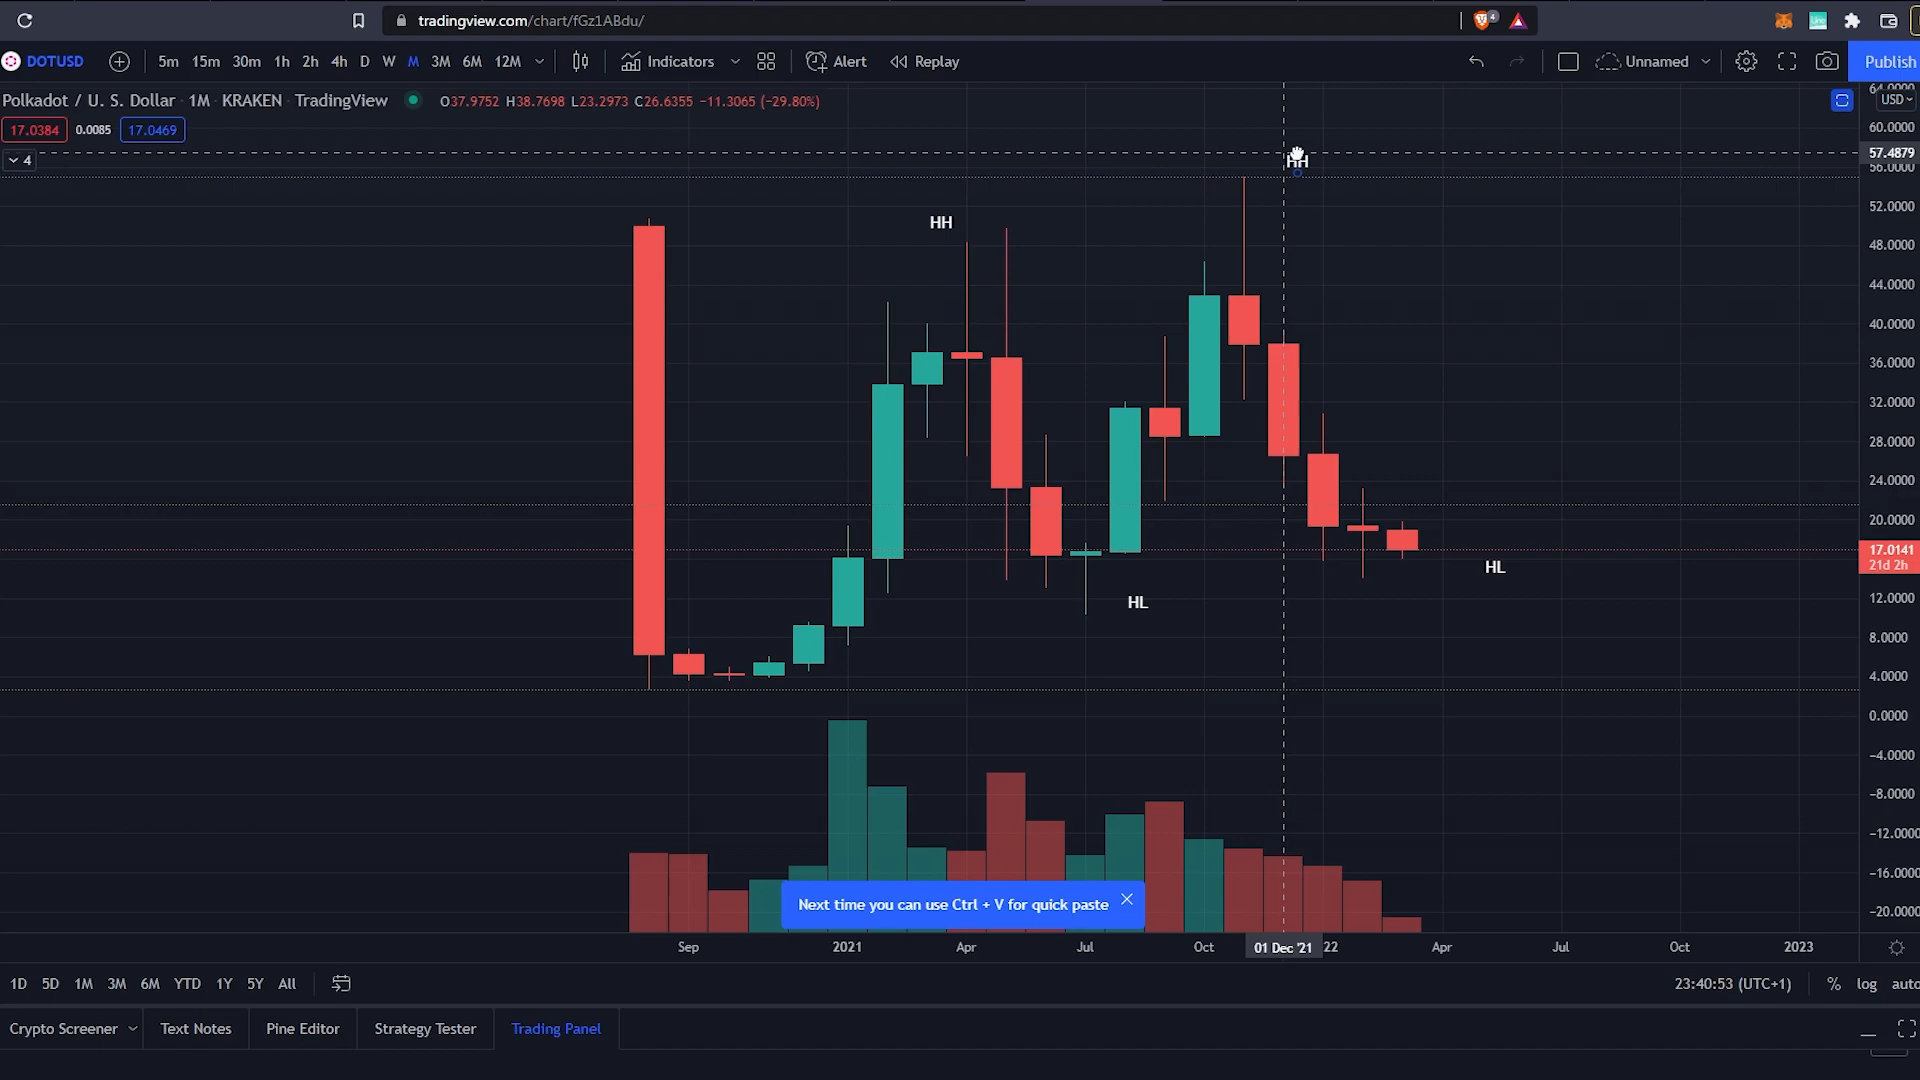 tradingview.com/chart/fGz1ABdu/
4
DOTUSD 5m 15m 30m 1h 2h 4h D W M 3M 6M 12M Indicators Alert Replay Unnamed Publish
Polkadot / U. S. Dollar 1M KRAKEN TradingView O37.9752 H38.7698 L23.2973 C26.6355 −11.3065 (−29.80%)
USD
17.0384 0.0085 17.0469
4
64.0000
60.0000
57.4879
56.0000
52.0000
48.0000
44.0000
40.0000
36.0000
32.0000
28.0000
24.0000
20.0000
17.0141
21d 2h
12.0000
8.0000
4.0000
0.0000
−4.0000
−8.0000
−12.0000
−16.0000
−20.0000
HH
HH
HL
HL
Next time you can use Ctrl + V for quick paste
Sep 2021 Apr Jul Oct 01 Dec '21 22 Apr Jul Oct 2023
1D 5D 1M 3M 6M YTD 1Y 5Y All 23:40:53 (UTC+1) % log auto
Crypto Screener Text Notes Pine Editor Strategy Tester Trading Panel